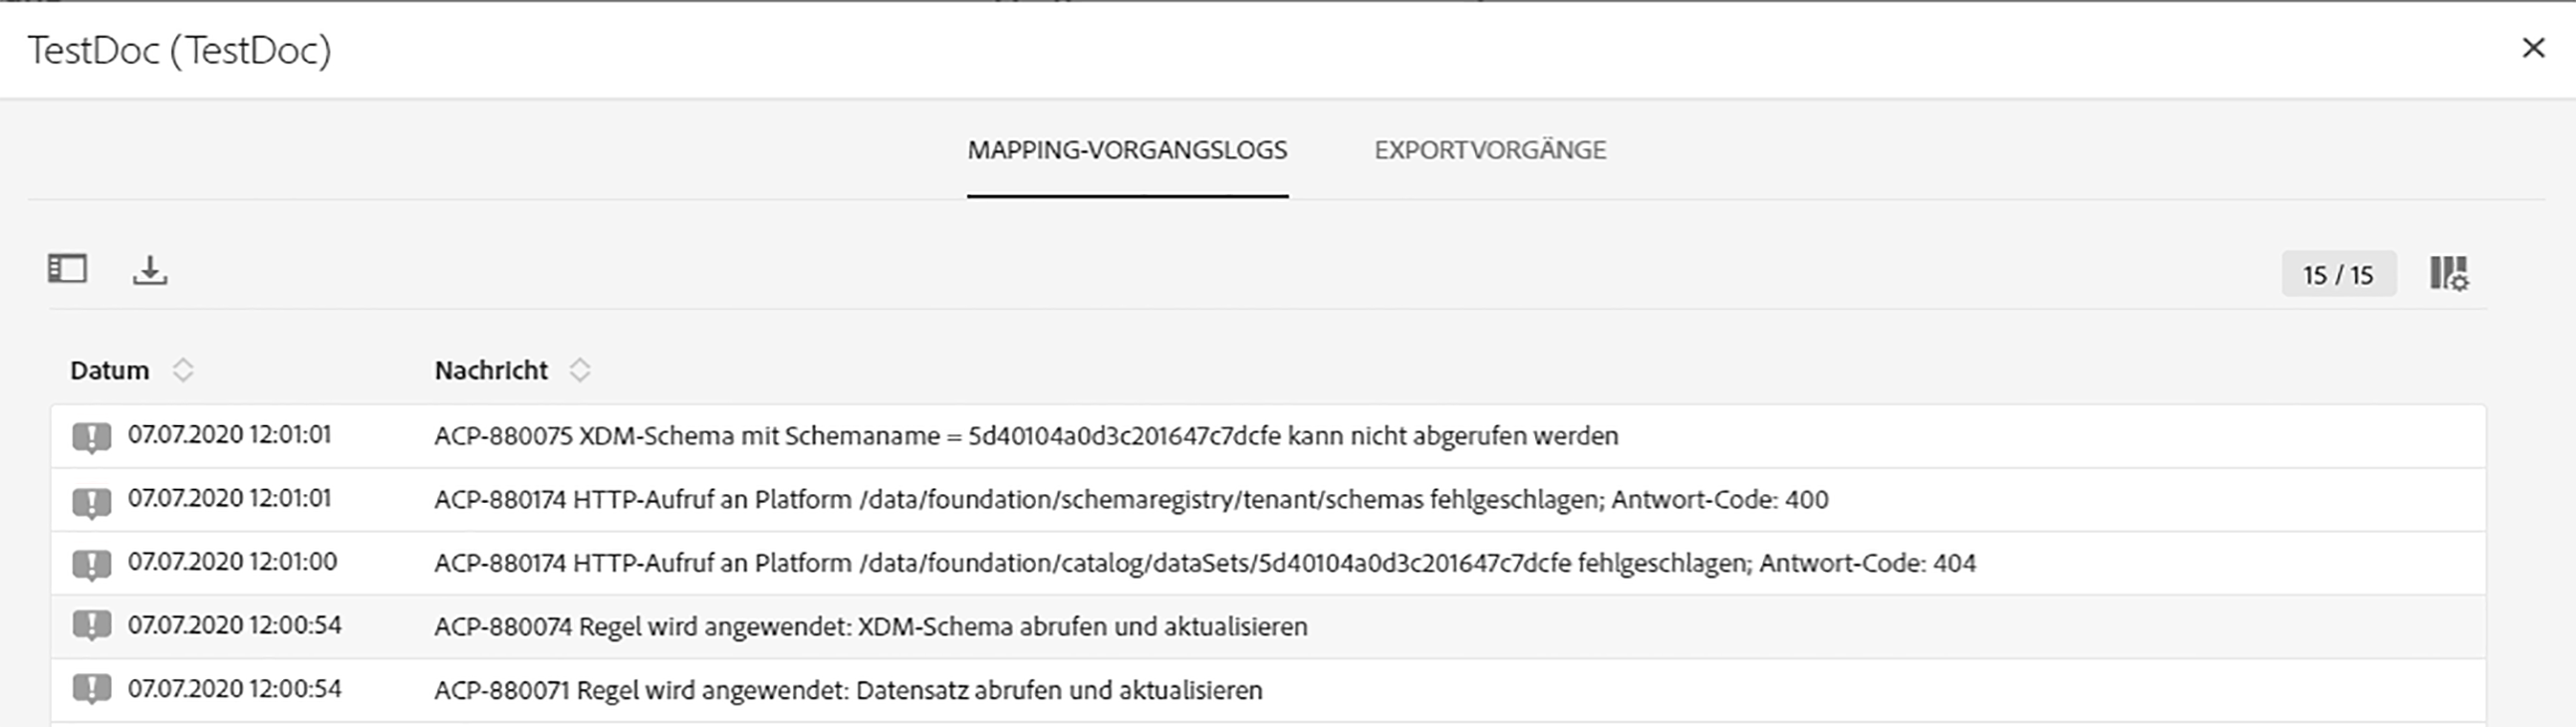 TestDoc (TestDoc)
MAPPING-VORGANGSLOGS EXPORTVORGÄNGE
15 / 15
Datum Nachricht
07.07.2020 12:01:01 ACP-880075 XDM-Schema mit Schemaname = 5d40104a0d3c201647c7dcfe kann nicht abgerufen werden
07.07.2020 12:01:01 ACP-880174 HTTP-Aufruf an Platform /data/foundation/schemaregistry/tenant/schemas fehlgeschlagen; Antwort-Code: 400
07.07.2020 12:01:00 ACP-880174 HTTP-Aufruf an Platform /data/foundation/catalog/dataSets/5d40104a0d3c201647c7dcfe fehlgeschlagen; Antwort-Code: 404
07.07.2020 12:00:54 ACP-880074 Regel wird angewendet: XDM-Schema abrufen und aktualisieren
07.07.2020 12:00:54 ACP-880071 Regel wird angewendet: Datensatz abrufen und aktualisieren